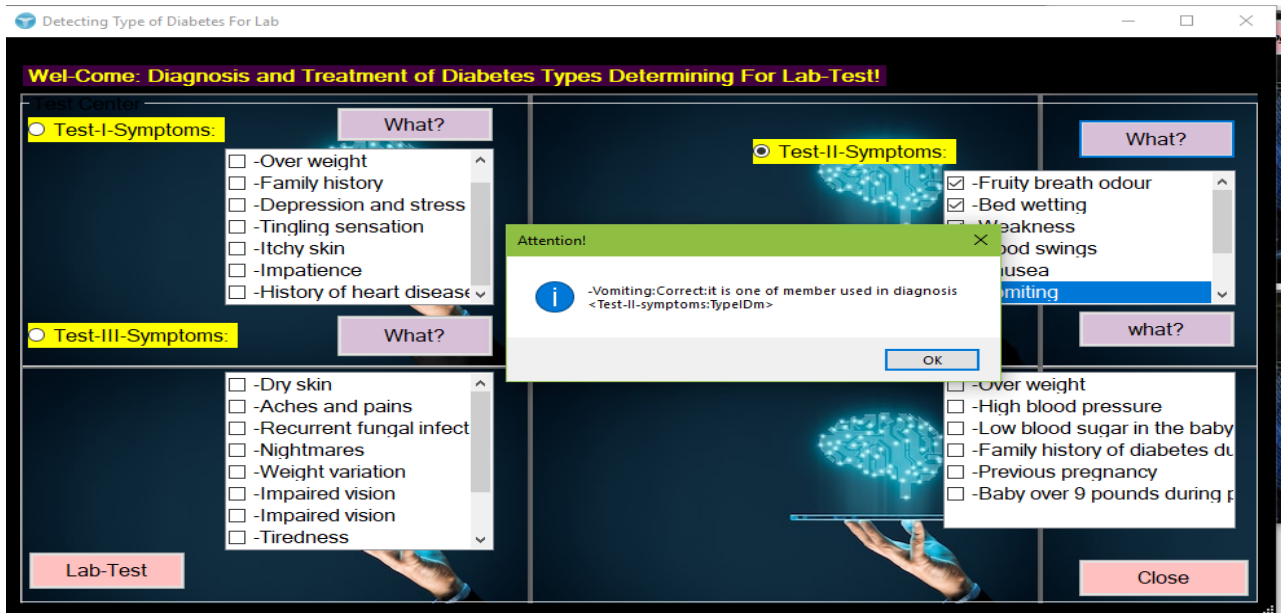 Detecting Type of Diabetes For Lab
Wel-Come: Diagnosis and Treatment of Diabetes Types Determining For Lab-Test!
Test Center
Test-I-Symptoms:
What?
-Over weight
-Family history
-Depression and stress
-Tingling sensation
-Itchy skin
-Impatience
-History of heart disease
Test-II-Symptoms:
What?
-Fruity breath odour
-Bed wetting
-Weakness
ood swings
usea
omiting
what?
Attention!
-Vomiting:Correct:it is one of member used in diagnosis
<Test-II-symptoms:TypeIDm>
OK
Test-III-Symptoms:
What?
-Dry skin
-Aches and pains
-Recurrent fungal infect
-Nightmares
-Weight variation
-Impaired vision
-Impaired vision
-Tiredness
-Over weight
-High blood pressure
-Low blood sugar in the baby
-Family history of diabetes du
-Previous pregnancy
-Baby over 9 pounds during p
Lab-Test
Close